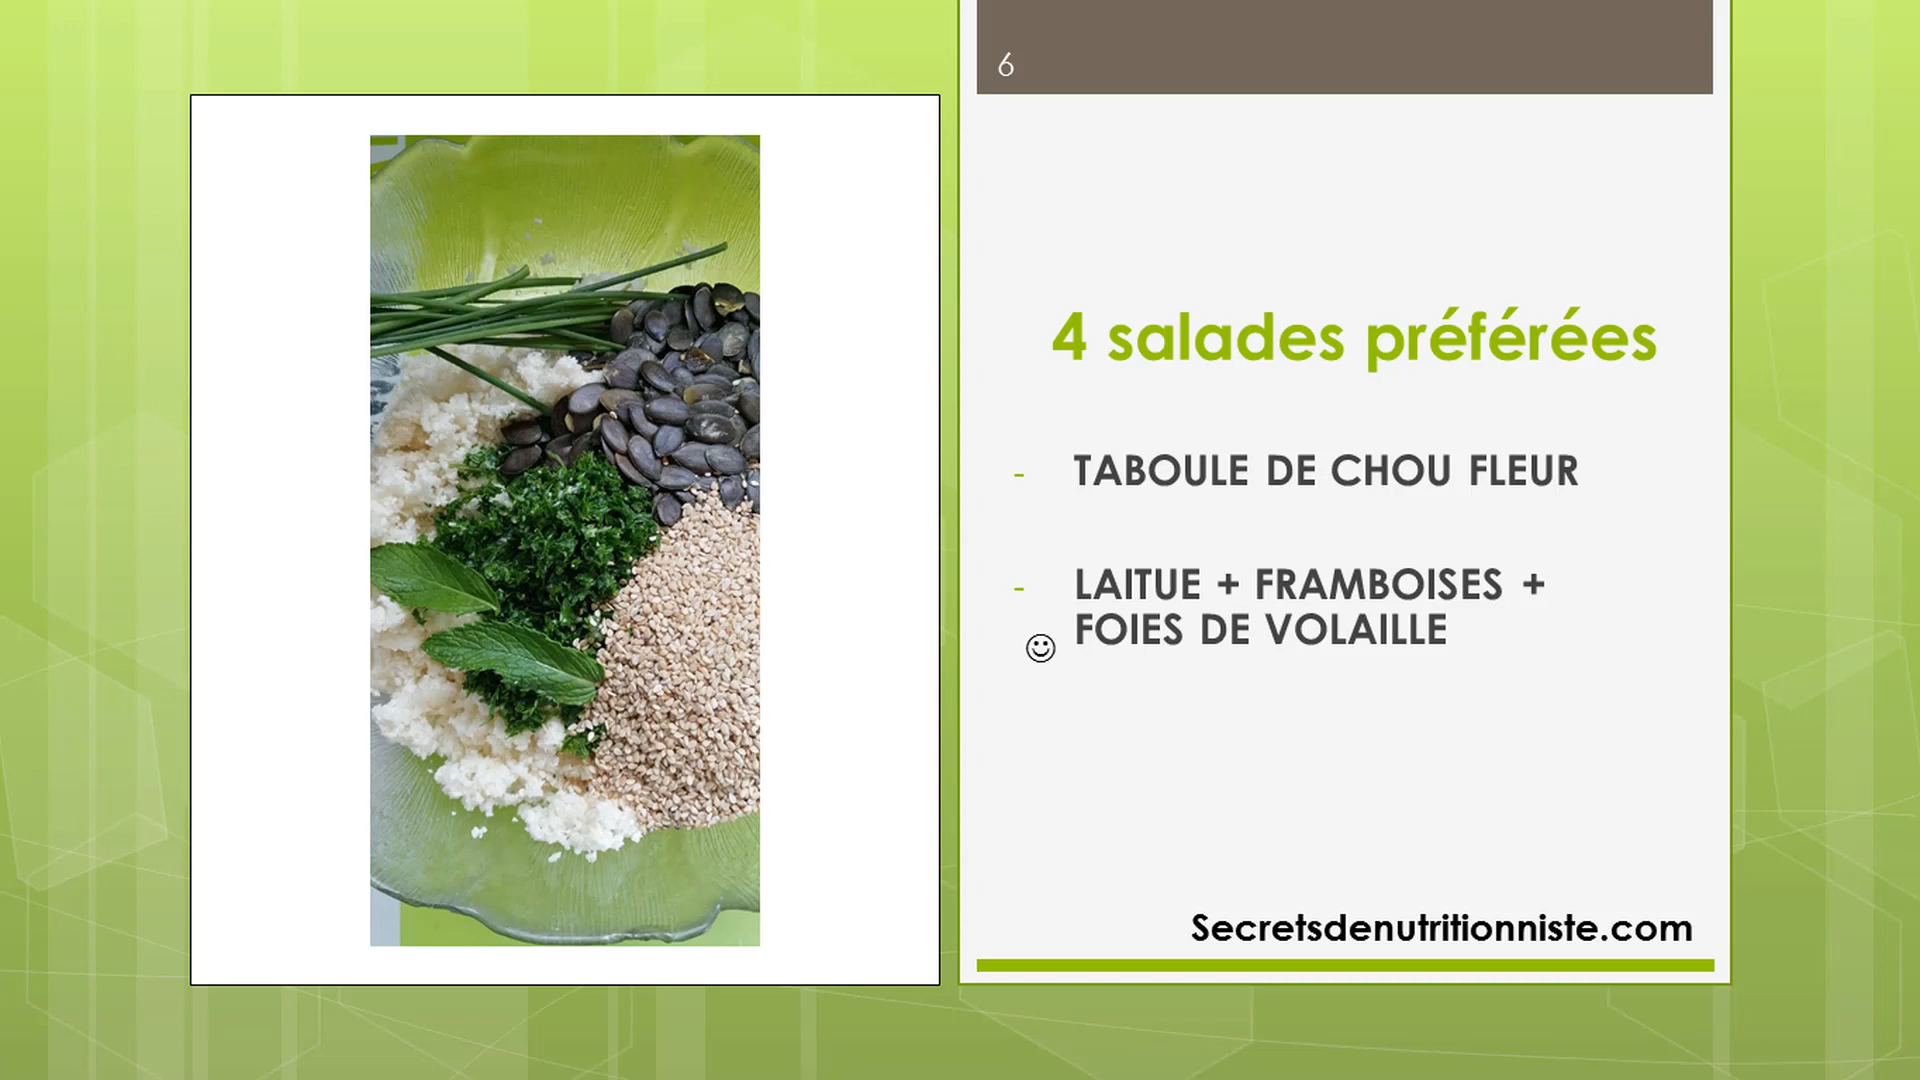 6
4 salades préférées
- TABOULE DE CHOU FLEUR
- LAITUE + FRAMBOISES +
FOIES DE VOLAILLE
Secretsdenutritionniste.com